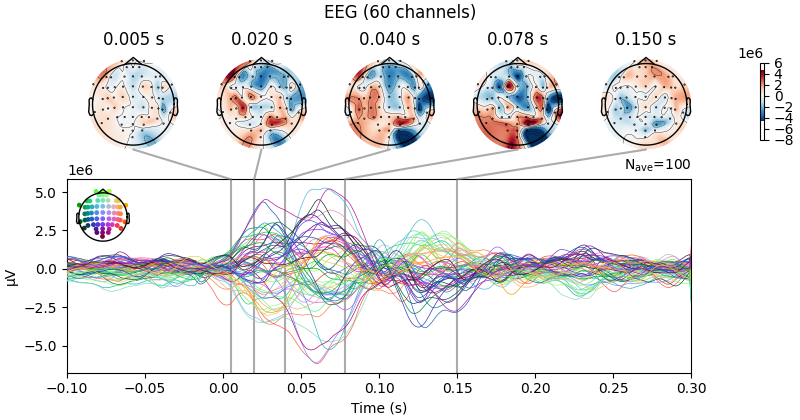 EEG (60 channels)
0.005 s 0.020 s 0.040 s 0.078 s 0.150 s
1e6
6
4
2
0
−2
−4
−6
−8
Nave=100
1e6
5.0
2.5
0.0
−2.5
−5.0
µV
−0.10 −0.05 0.00 0.05 0.10 0.15 0.20 0.25 0.30
Time (s)